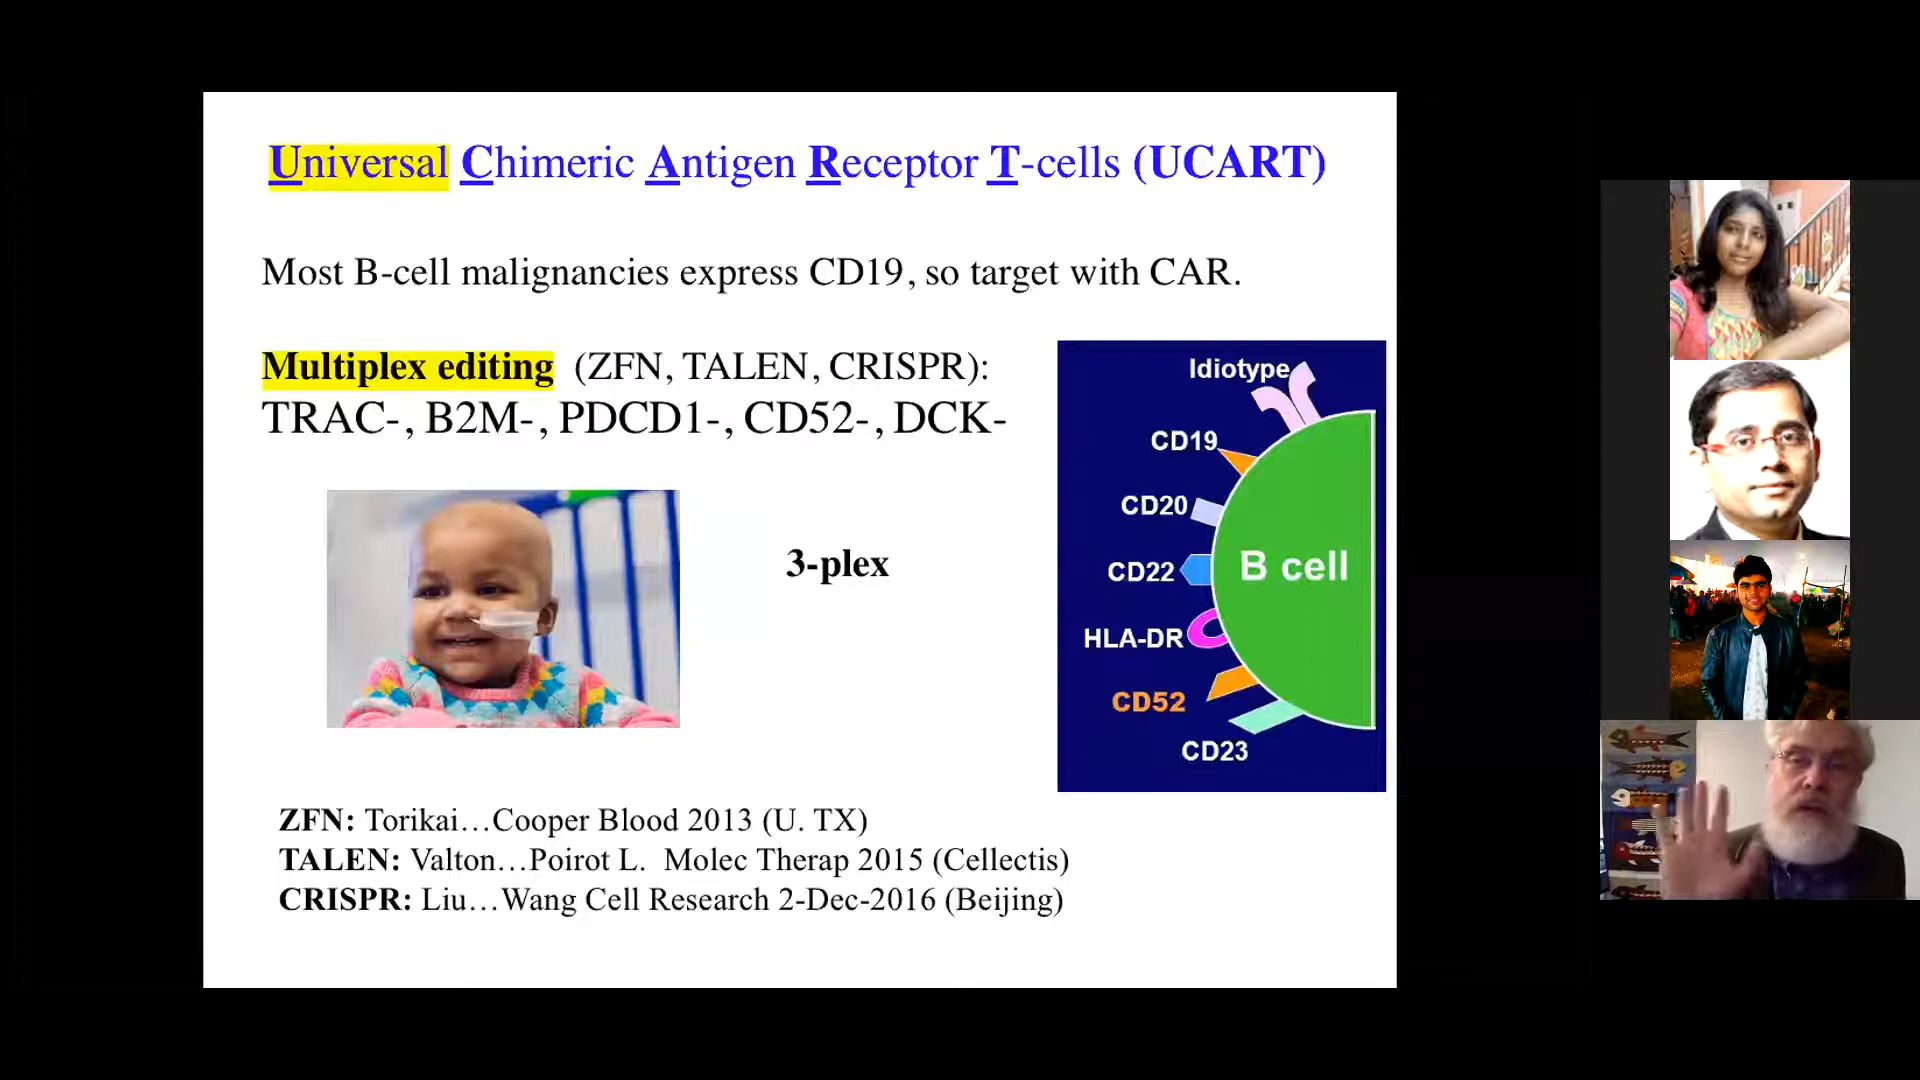 Universal Chimeric Antigen Receptor T-cells (UCART)
Most B-cell malignancies express CD19, so target with CAR.
Multiplex editing (ZFN, TALEN, CRISPR):
TRAC-, B2M-, PDCD1-, CD52-, DCK-
3-plex
Idiotype
CD19
CD20
CD22
B cell
HLA-DR
CD52
CD23
ZFN: Torikai…Cooper Blood 2013 (U. TX)
TALEN: Valton…Poirot L. Molec Therap 2015 (Cellectis)
CRISPR: Liu…Wang Cell Research 2-Dec-2016 (Beijing)